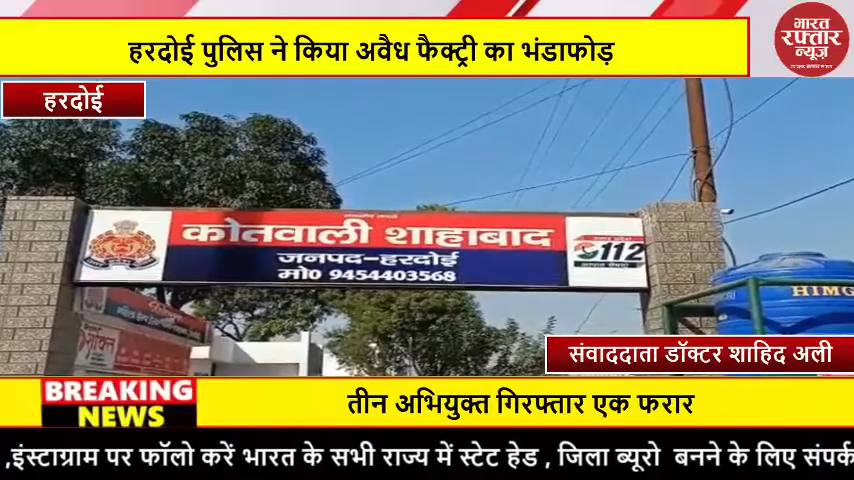 हरदोई पुलिस ने किया अवैध फैक्ट्री का भंडाफोड़
भारत
रफ्तार
न्यूज़
हरदोई
कोतवाली शाहाबाद
जनपद-हरदोई
मो0 9454403568
112
HIMG
संवाददाता डॉक्टर शाहिद अली
BREAKING
NEWS
तीन अभियुक्त गिरफ्तार एक फरार
,इंस्टाग्राम पर फॉलो करें भारत के सभी राज्य में स्टेट हेड , जिला ब्यूरो बनने के लिए संपर्क